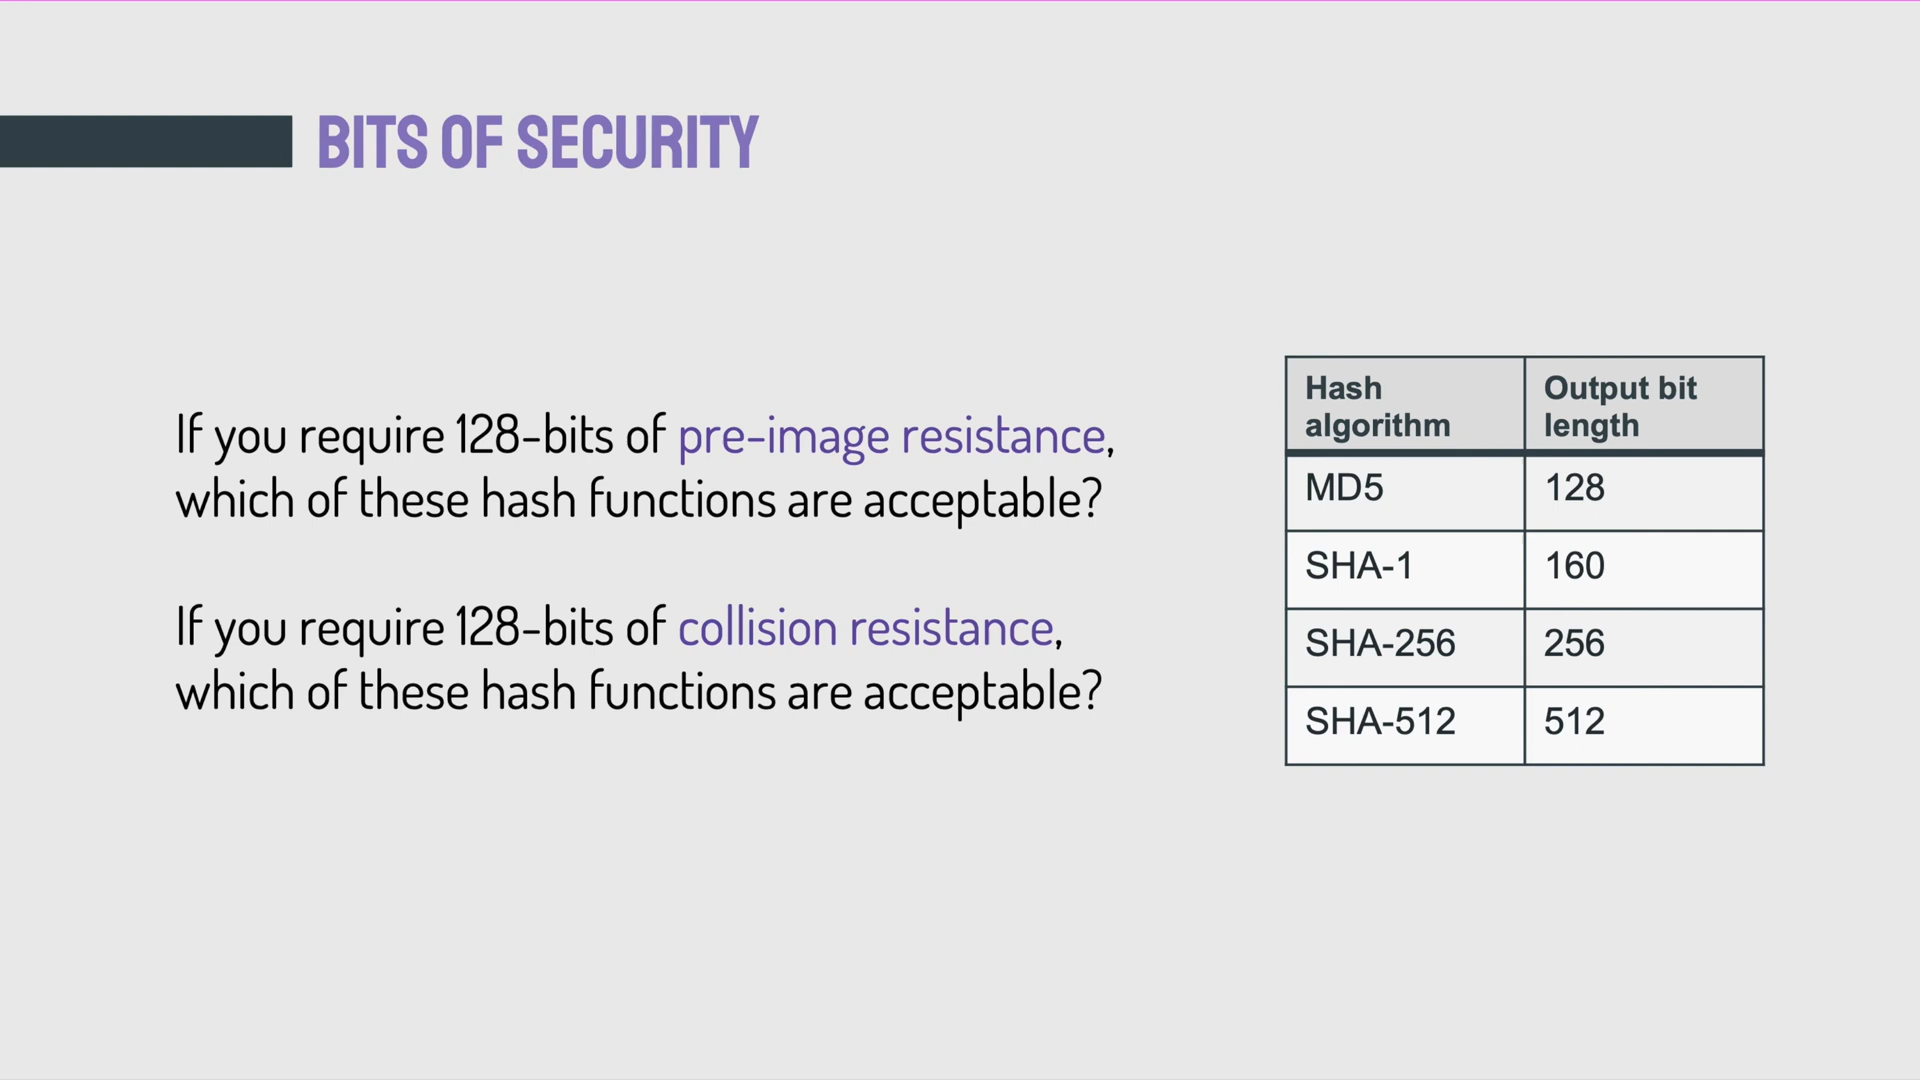 BITS OF SECURITY
If you require 128-bits of pre-image resistance,
which of these hash functions are acceptable?
If you require 128-bits of collision resistance,
which of these hash functions are acceptable?
Hash algorithm Output bit length
MD5 128
SHA-1 160
SHA-256 256
SHA-512 512